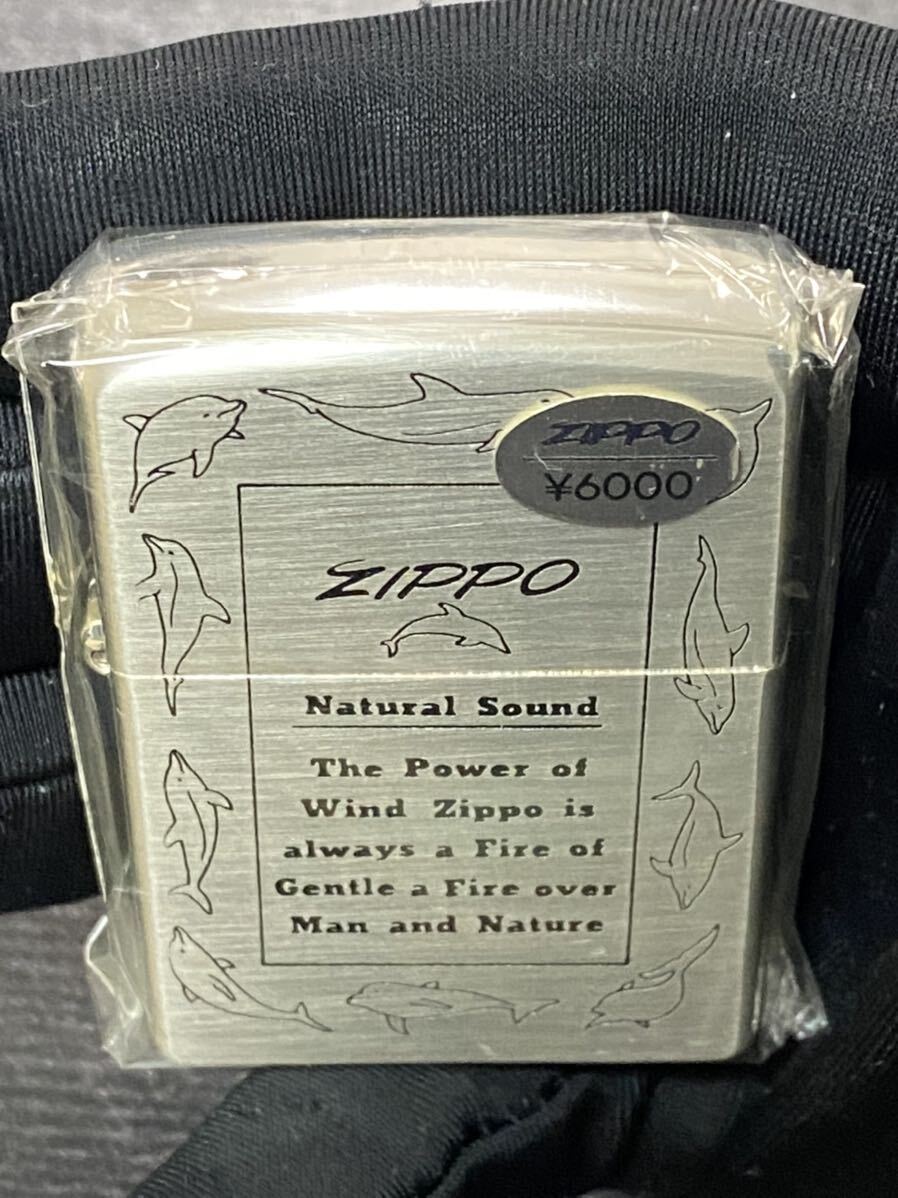 ZIPPO
¥6000
ZIPPO
Natural Sound
The Power of
Wind Zippo is
always a Fire of
Gentle a Fire over
Man and Nature